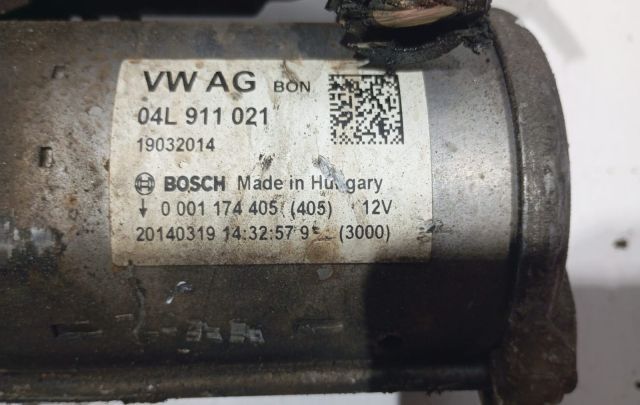 VW AG BON
04L 911 021
19032014
BOSCH Made in Hungary
↓ 0 001 174 405 (405) 12V
20140319 14:32:57 9 (3000)